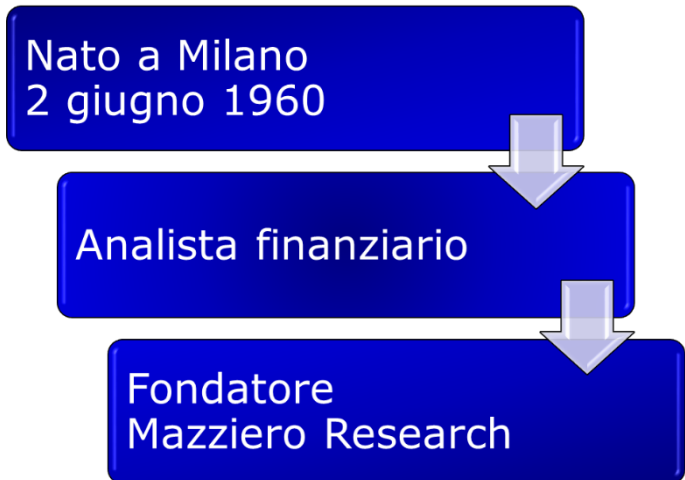 Nato a Milano
2 giugno 1960
Analista finanziario
Fondatore
Mazziero Research